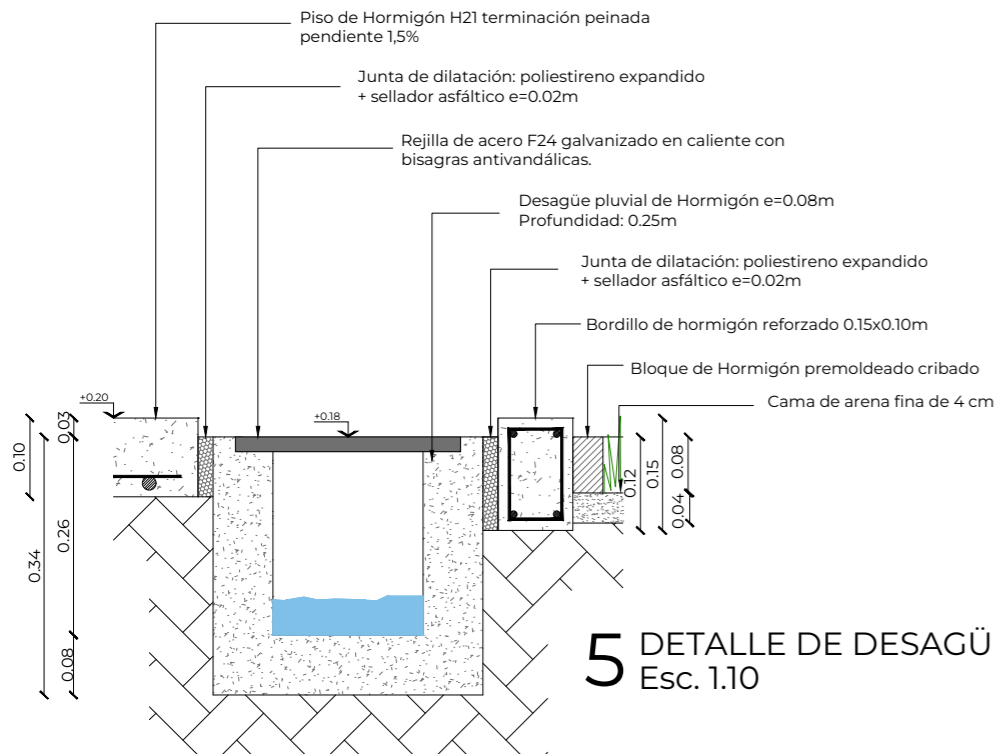 Piso de Hormigón H21 terminación peinada
pendiente 1,5%
Junta de dilatación: poliestireno expandido
+ sellador asfáltico e=0.02m
Rejilla de acero F24 galvanizado en caliente con
bisagras antivandálicas.
Desagüe pluvial de Hormigón e=0.08m
Profundidad: 0.25m
Junta de dilatación: poliestireno expandido
+ sellador asfáltico e=0.02m
Bordillo de hormigón reforzado 0.15x0.10m
Bloque de Hormigón premoldeado cribado
Cama de arena fina de 4 cm
+0.20
+0.18
0.10
0.03
0.34
0.26
0.08
0.12
0.15
0.08
0.04
5 DETALLE DE DESAGÜ
Esc. 1.10